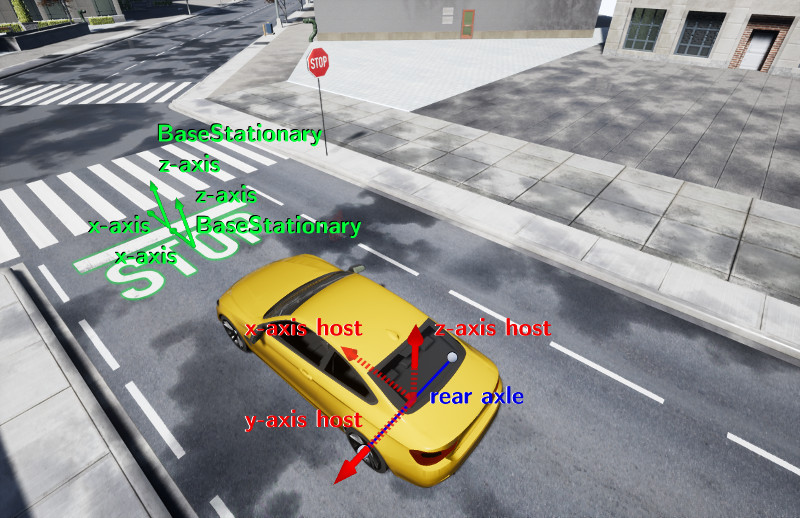 STOP
BaseStationary
z-axis
z-axis
x-axis
BaseStationary
x-axis
STOP
x-axis host
z-axis host
rear axle
y-axis host